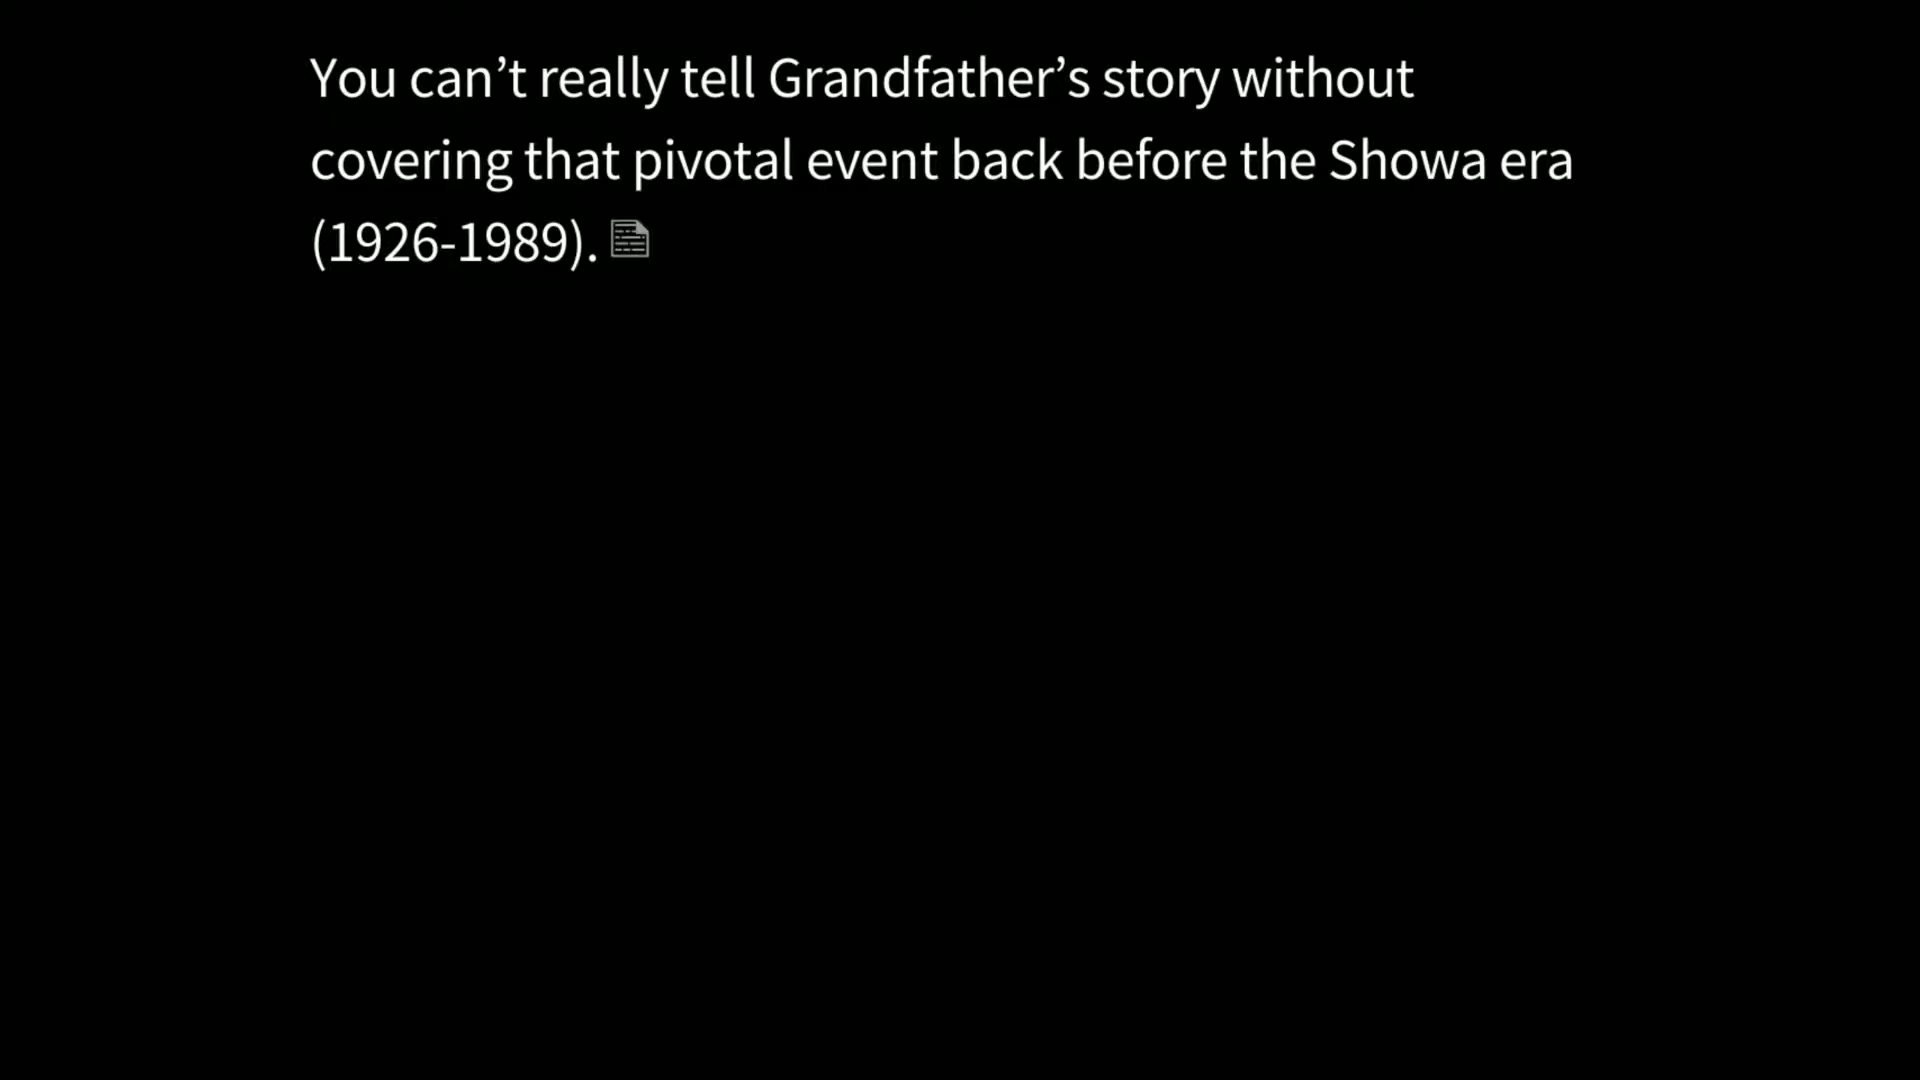 You can’t really tell Grandfather’s story without
covering that pivotal event back before the Showa era
(1926-1989).